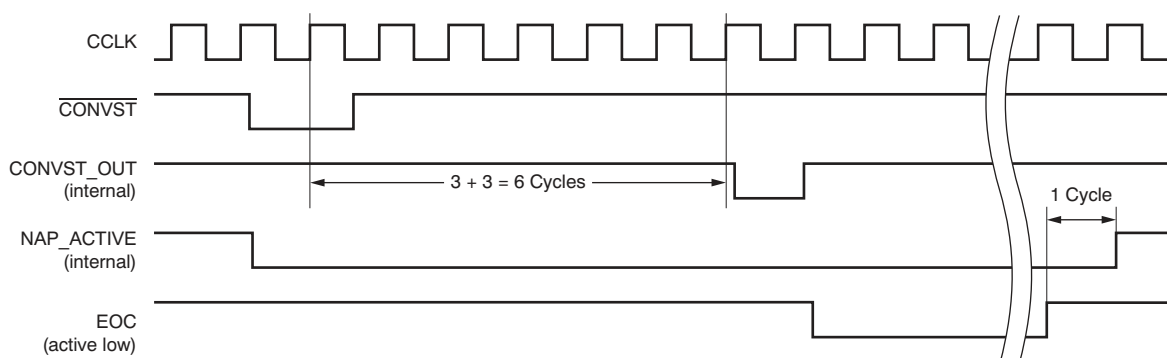 CCLK
CONVST
CONVST_OUT
(internal)
3 + 3 = 6 Cycles
1 Cycle
NAP_ACTIVE
(internal)
EOC
(active low)